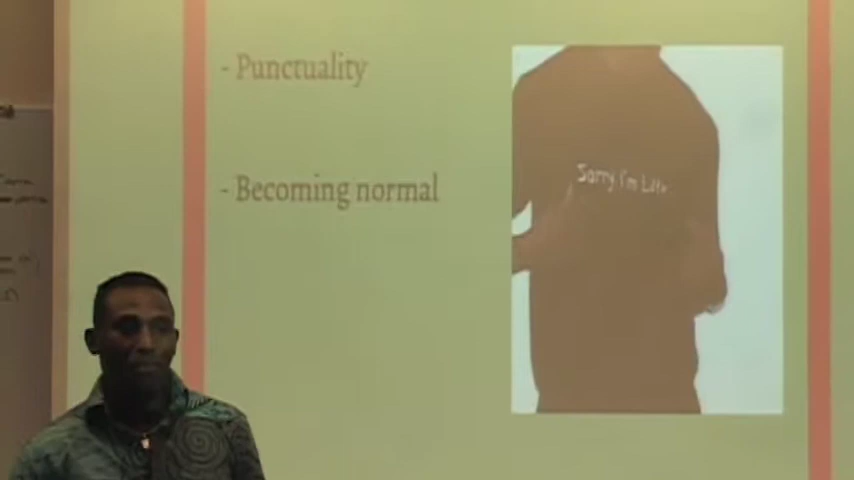 - Punctuality
- Becoming normal
Sorry I'm Late